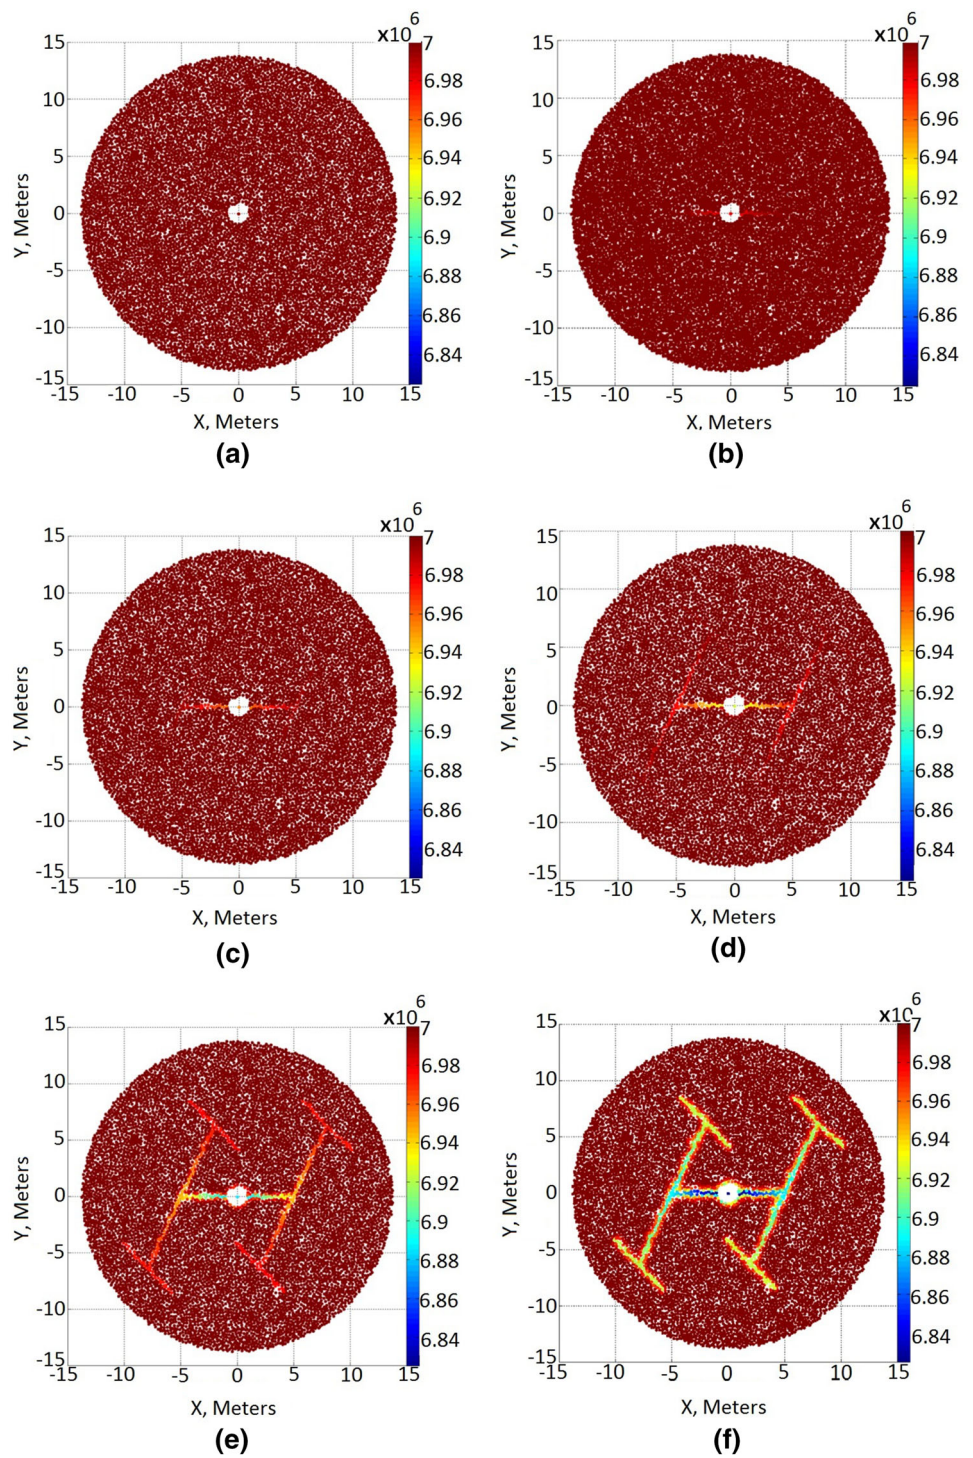 x10 6 x10 6
15 7 15 7
6.98 6.98
10 10
6.96 6.96
5 6.94 5 6.94
6.92 6.92
Y, Meters 0 Y, Meters 0
6.9 6.9
-5 6.88 -5 6.88
6.86 6.86
-10 -10
6.84 6.84
-15 -15
-15 -10 -5 0 5 10 15 -15 -10 -5 0 5 10 15
X, Meters X, Meters
(a) (b)
x10 6 x10 6
15 7 15 7
6.98 6.98
10 10
6.96 6.96
5 6.94 5 6.94
6.92 6.92
Y, Meters 0 Y, Meters 0
6.9 6.9
-5 6.88 -5 6.88
6.86 6.86
-10 -10
6.84 6.84
-15 -15
-15 -10 -5 0 5 10 15 -15 -10 -5 0 5 10 15
X, Meters X, Meters
(c) (d)
x10 6 x10 6
15 7 15 7
6.98 6.98
10 10
6.96 6.96
5 6.94 5 6.94
6.92 6.92
Y, Meters 0 Y, Meters 0
6.9 6.9
-5 6.88 -5 6.88
6.86 6.86
-10 -10
6.84 6.84
-15 -15
-15 -10 -5 0 5 10 15 -15 -10 -5 0 5 10 15
X, Meters X, Meters
(e) (f)